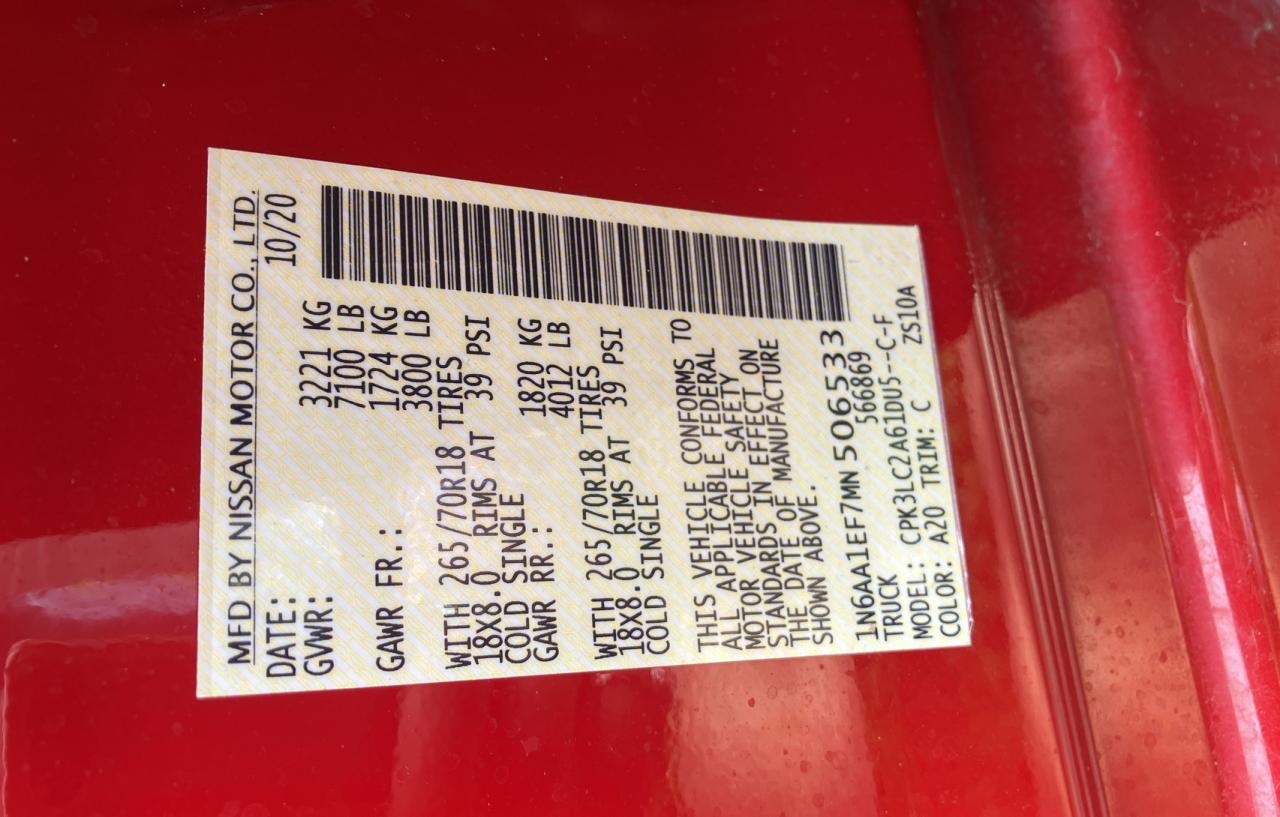 MFD BY NISSAN MOTOR CO., LTD.
DATE: 10/20
GVWR: 3221 KG
7100 LB
GAWR FR.: 1724 KG
3800 LB
WITH 265/70R18 TIRES
18X8.0 RIMS AT 39 PSI
COLD SINGLE
GAWR RR.: 1820 KG
4012 LB
WITH 265/70R18 TIRES
18X8.0 RIMS AT 39 PSI
COLD SINGLE
THIS VEHICLE CONFORMS TO
ALL APPLICABLE FEDERAL
MOTOR VEHICLE SAFETY
STANDARDS IN EFFECT ON
THE DATE OF MANUFACTURE
SHOWN ABOVE.
1N6AA1EF7MN506533
TRUCK 566869
MODEL: CPK3LC2A61DU5--C-F
COLOR: A20 TRIM: C ZS10A